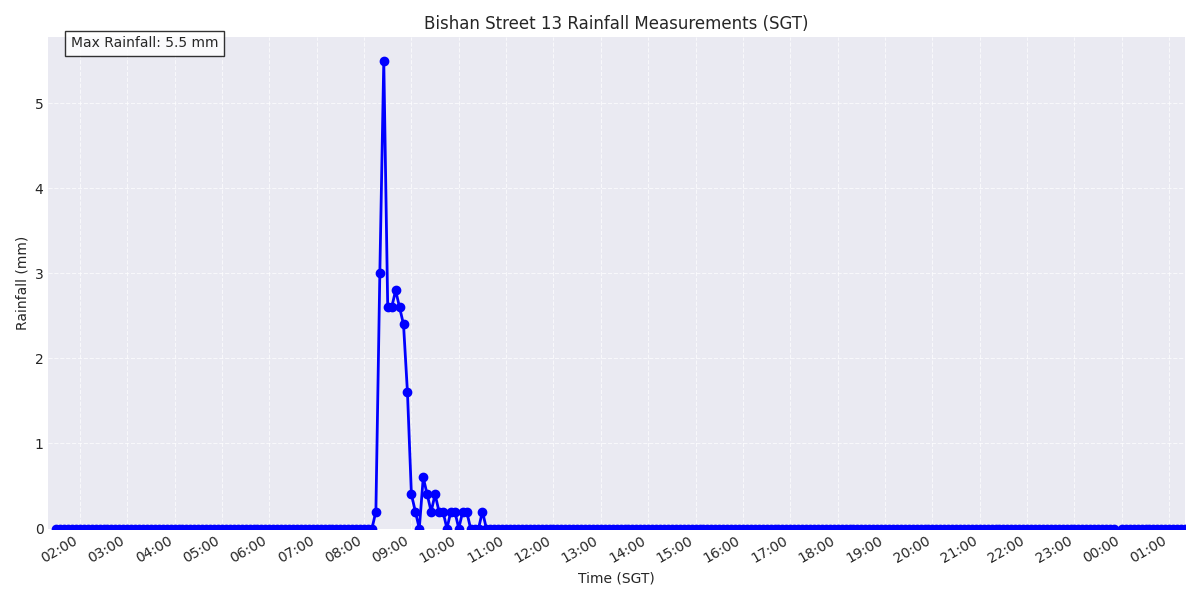 Bishan Street 13 Rainfall Measurements (SGT)
Max Rainfall: 5.5 mm
5
4
3
2
1
0
Rainfall (mm)
02:00 03:00 04:00 05:00 06:00 07:00 08:00 09:00 10:00 11:00 12:00 13:00 14:00 15:00 16:00 17:00 18:00 19:00 20:00 21:00 22:00 23:00 00:00 01:00
Time (SGT)